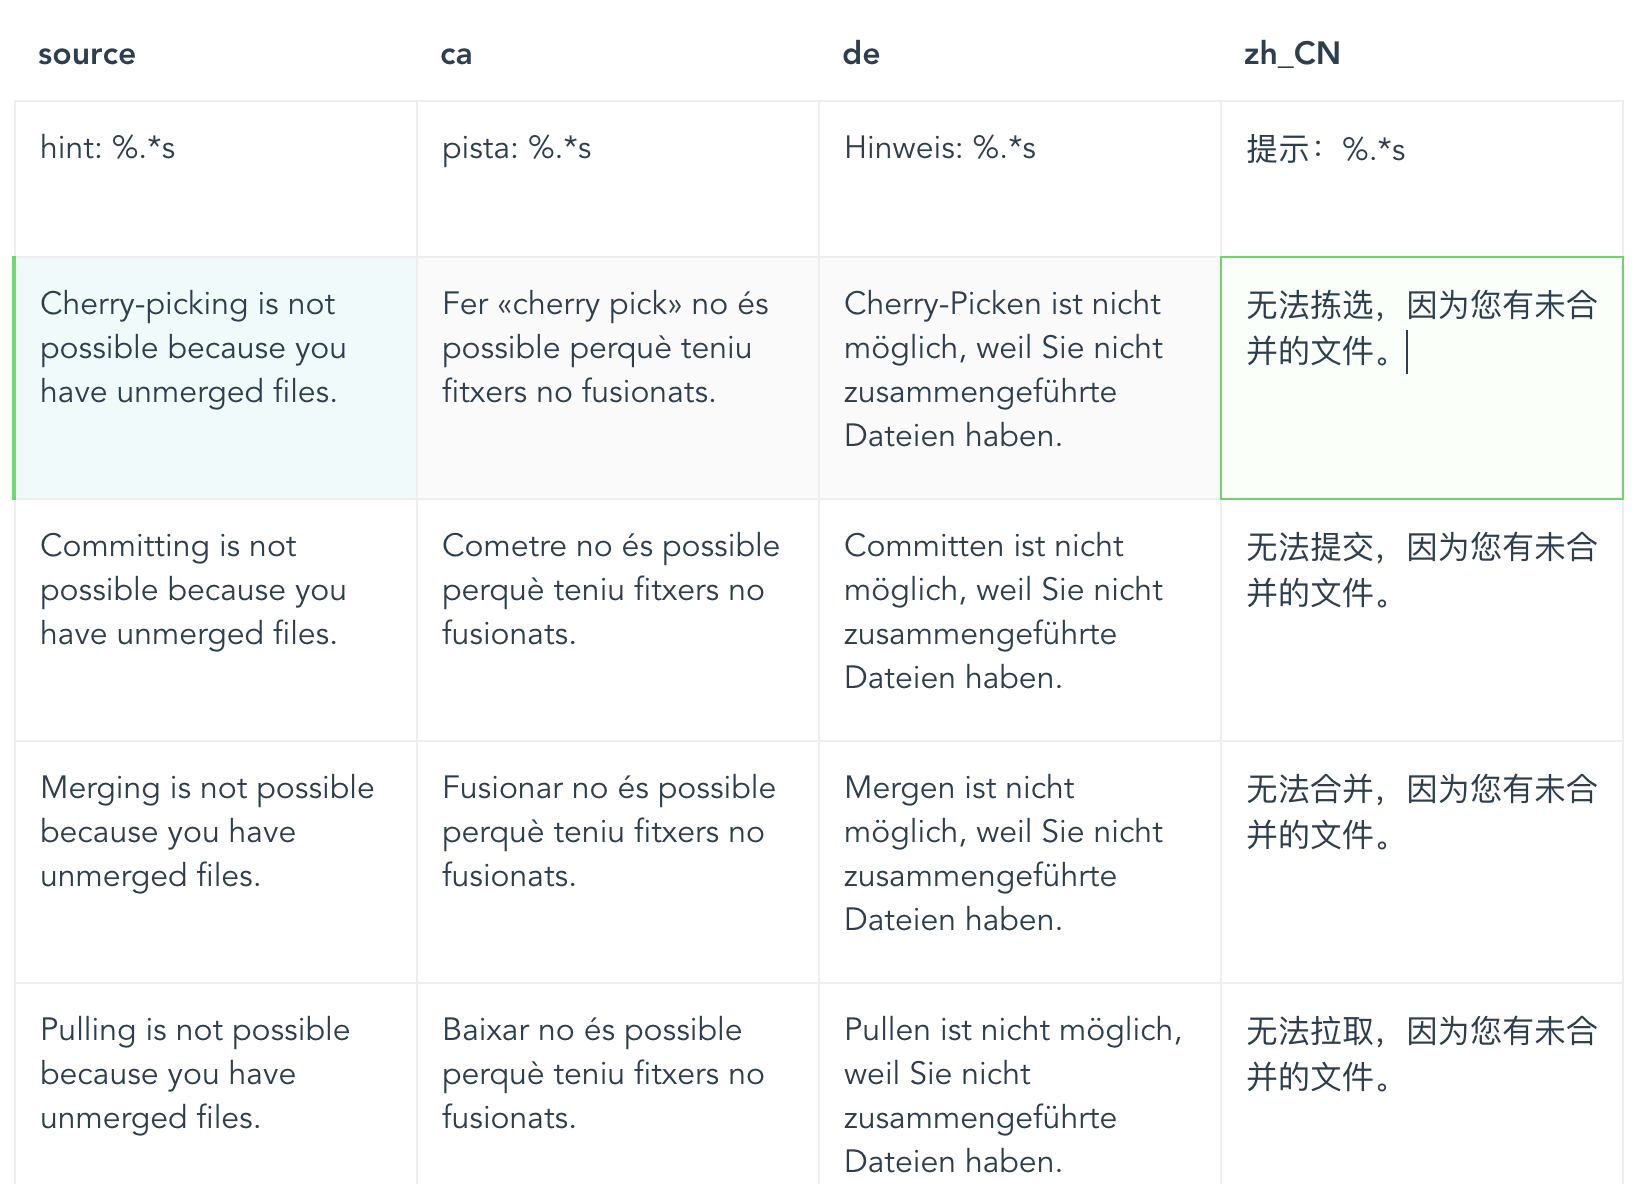 source
ca
de
zh_CN
hint: %.*s
pista: %.*s
Hinweis: %.*s
提示：%.*s
Cherry-picking is not
possible because you
have unmerged files.
Fer «cherry pick» no és
possible perquè teniu
fitxers no fusionats.
Cherry-Picken ist nicht
möglich, weil Sie nicht
zusammengeführte
Dateien haben.
无法拣选，因为您有未合
并的文件。
Committing is not
possible because you
have unmerged files.
Cometre no és possible
perquè teniu fitxers no
fusionats.
Committen ist nicht
möglich, weil Sie nicht
zusammengeführte
Dateien haben.
无法提交，因为您有未合
并的文件。
Merging is not possible
because you have
unmerged files.
Fusionar no és possible
perquè teniu fitxers no
fusionats.
Mergen ist nicht
möglich, weil Sie nicht
zusammengeführte
Dateien haben.
无法合并，因为您有未合
并的文件。
Pulling is not possible
because you have
unmerged files.
Baixar no és possible
perquè teniu fitxers no
fusionats.
Pullen ist nicht möglich,
weil Sie nicht
zusammengeführte
Dateien haben.
无法拉取，因为您有未合
并的文件。